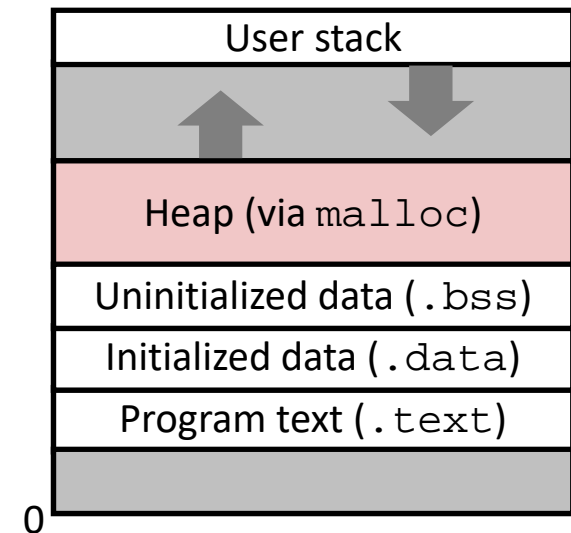 User stack
Heap (via malloc)
Uninitialized data (.bss)
Initialized data (.data)
Program text (.text)
0